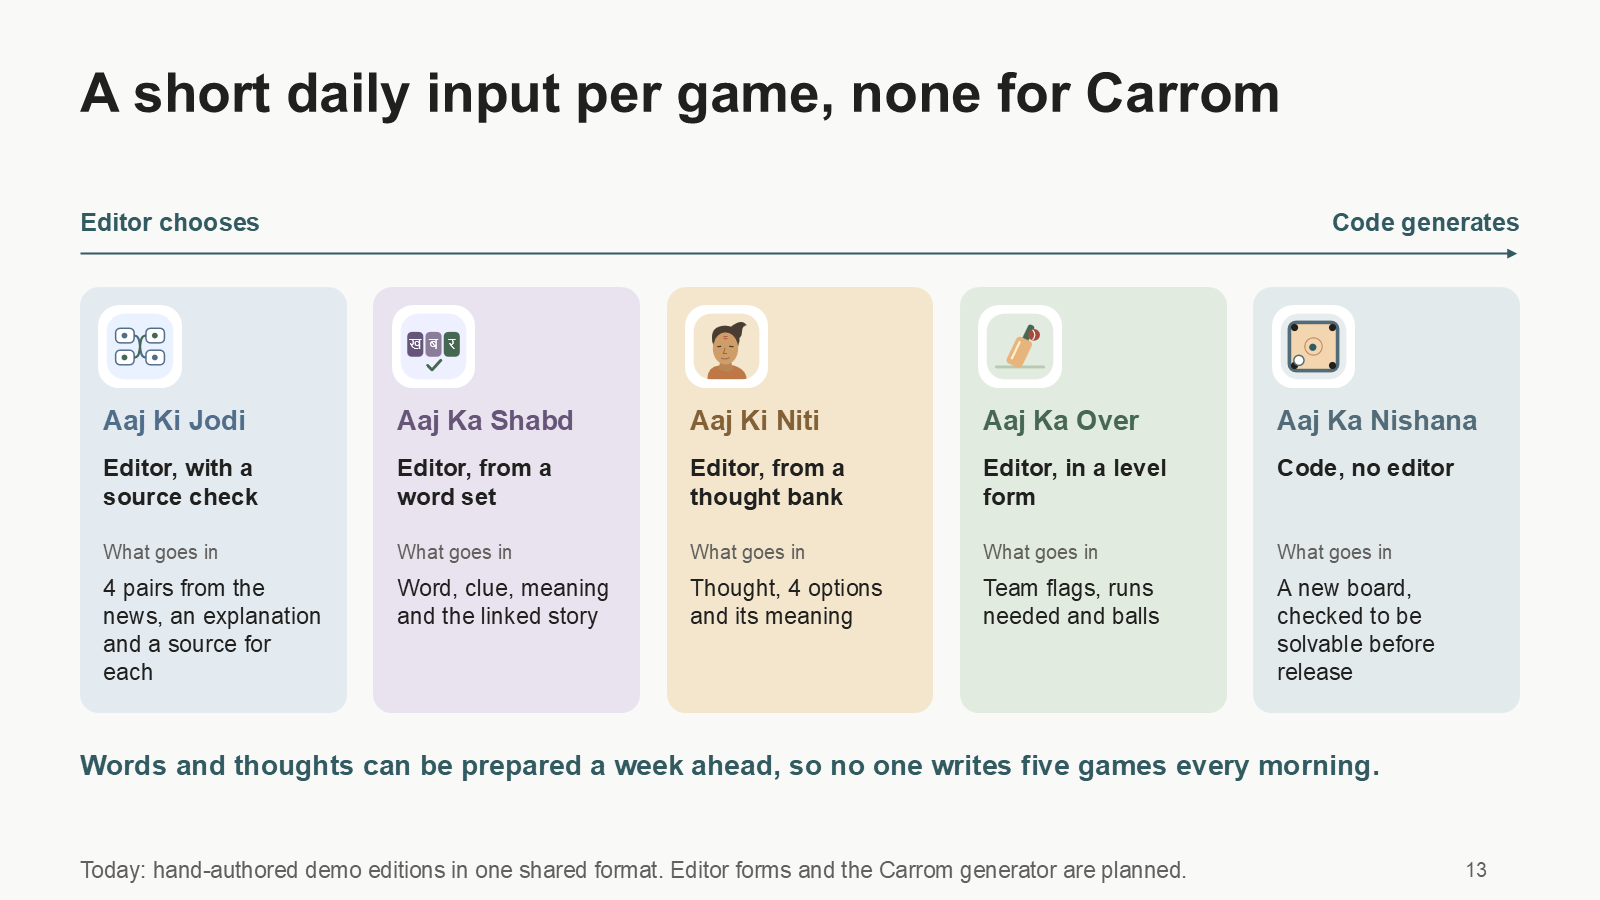 A short daily input per game, none for Carrom
Editor chooses
Code generates
ख ब र
Aaj Ki Jodi
Editor, with a
source check
What goes in
4 pairs from the
news, an explanation
and a source for
each
Aaj Ka Shabd
Editor, from a
word set
What goes in
Word, clue, meaning
and the linked story
Aaj Ki Niti
Editor, from a
thought bank
What goes in
Thought, 4 options
and its meaning
Aaj Ka Over
Editor, in a level
form
What goes in
Team flags, runs
needed and balls
Aaj Ka Nishana
Code, no editor
What goes in
A new board,
checked to be
solvable before
release
Words and thoughts can be prepared a week ahead, so no one writes five games every morning.
Today: hand-authored demo editions in one shared format. Editor forms and the Carrom generator are planned.
13